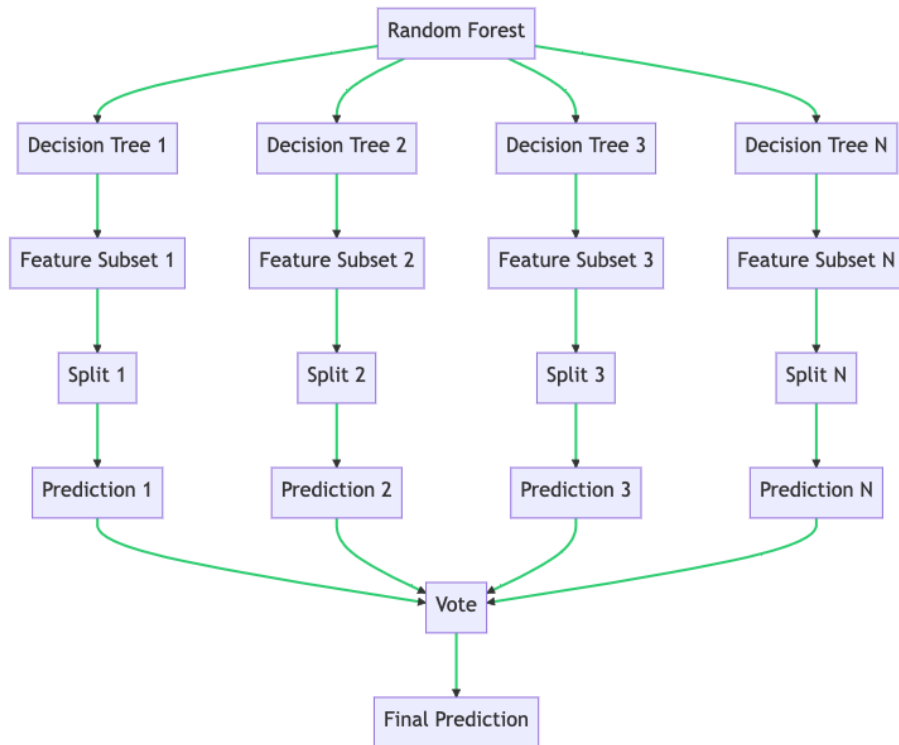 Random Forest
Decision Tree 1
Decision Tree 2
Decision Tree 3
Decision Tree N
Feature Subset 1
Feature Subset 2
Feature Subset 3
Feature Subset N
Split 1
Split 2
Split 3
Split N
Prediction 1
Prediction 2
Prediction 3
Prediction N
Vote
Final Prediction